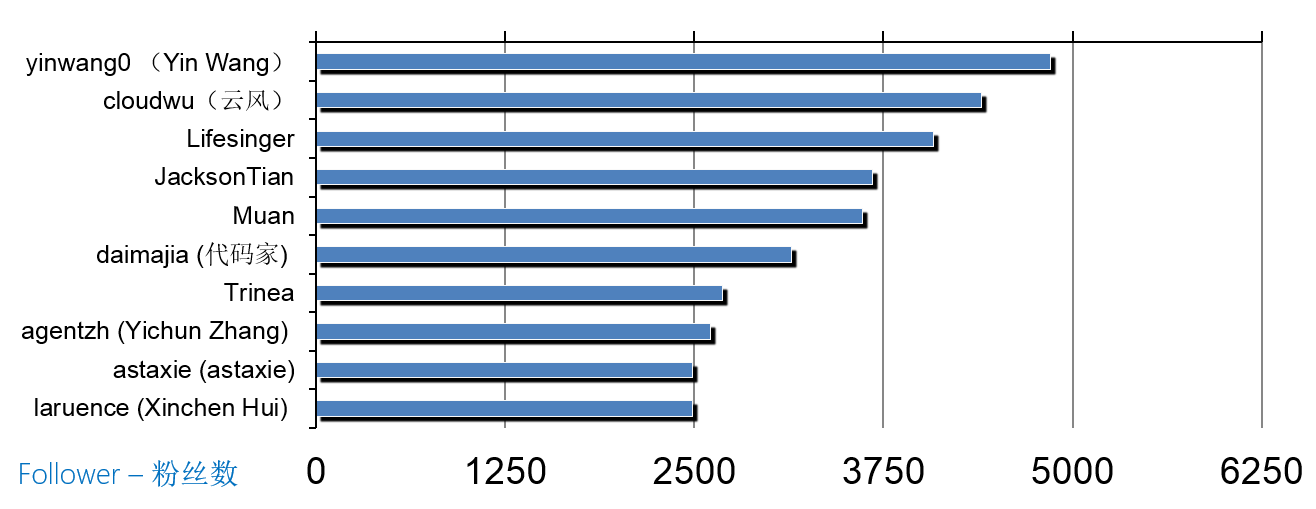 yinwang0 （Yin Wang）
cloudwu（云风）
Lifesinger
JacksonTian
Muan
daimajia (代码家)
Trinea
agentzh (Yichun Zhang)
astaxie (astaxie)
laruence (Xinchen Hui)
Follower – 粉丝数 0 1250 2500 3750 5000 6250